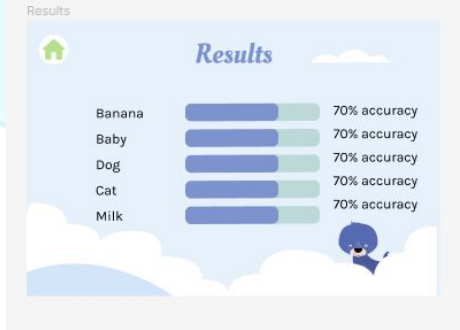 Results
Results
Banana 70% accuracy
Baby 70% accuracy
Dog 70% accuracy
Cat 70% accuracy
Milk 70% accuracy